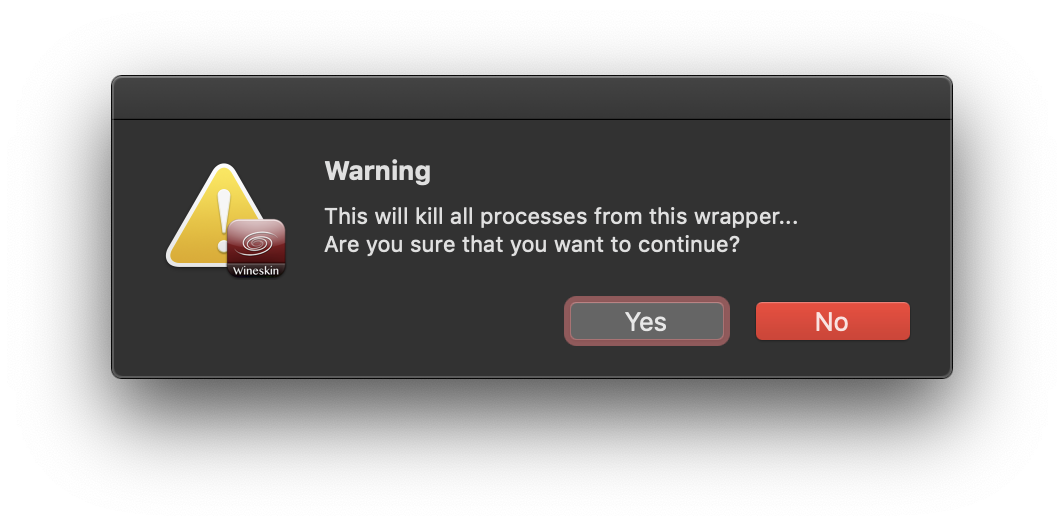 Warning
This will kill all processes from this wrapper...
Are you sure that you want to continue?
Wineskin
Yes
No